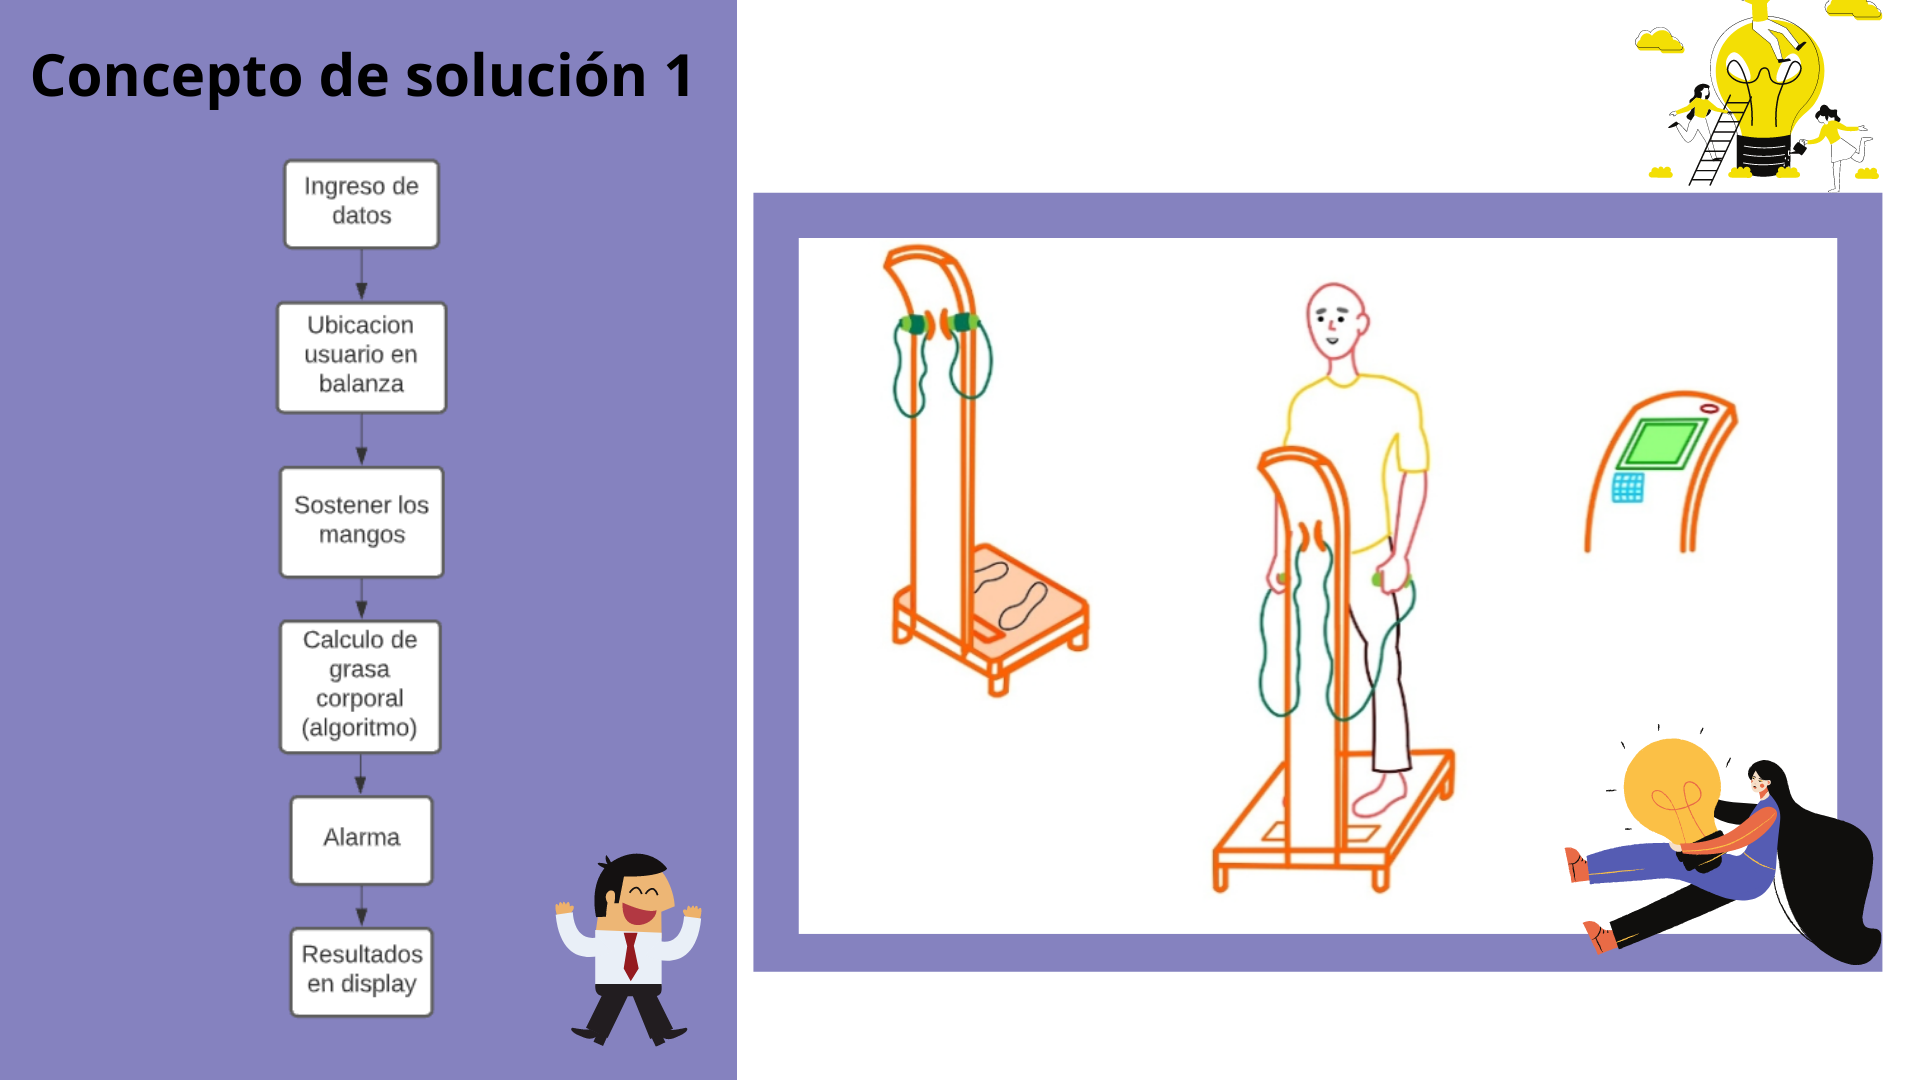 Concepto de solución 1
Ingreso de
datos
Ubicacion
usuario en
balanza
Sostener los
mangos
Calculo de
grasa
corporal
(algoritmo)
Alarma
Resultados
en display